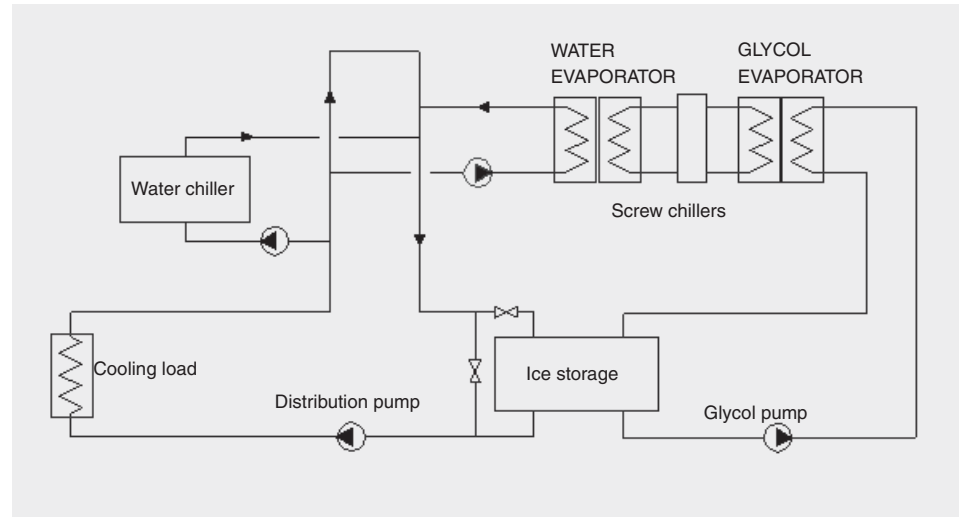 WATER
EVAPORATOR
GLYCOL
EVAPORATOR
Water chiller
Screw chillers
Cooling load
Ice storage
Distribution pump
Glycol pump